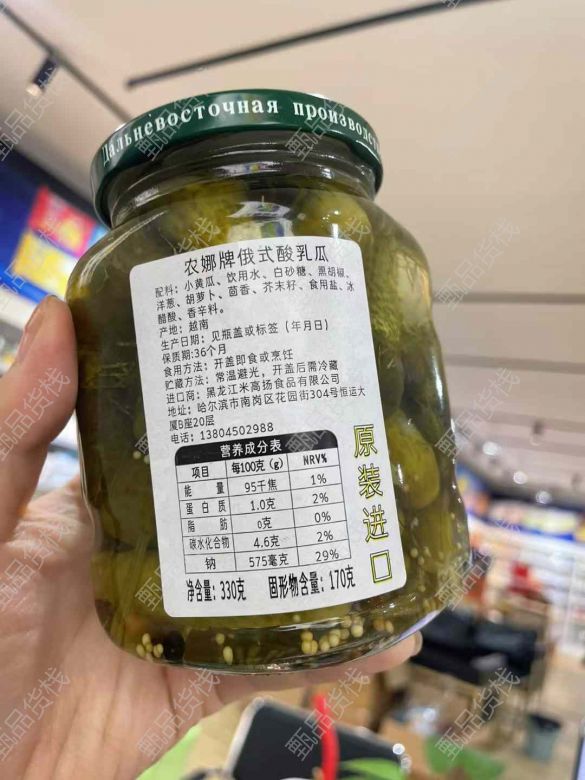 Дальневосточная производст
农娜牌俄式酸乳瓜
配料：小黄瓜、饮用水、白砂糖、黑胡椒、
洋葱、胡萝卜、茴香、芥末籽、食用盐、冰
醋酸、香辛料。
产地：越南
生产日期：见瓶盖或标签（年月日）
保质期:36个月
食用方法：开盖即食或烹饪
贮藏方法：常温避光，开盖后需冷藏
进口商：黑龙江米高扬食品有限公司
地址：哈尔滨市南岗区花园街304号恒运大
厦B座20层
电话：13804502988
营养成分表
项目 每100克（g） NRV%
能 量 95千焦 1%
蛋 白 质 1.0克 2%
脂 肪 0克 0%
碳水化合物 4.6克 2%
钠 575毫克 29%
净含量：330克 固形物含量：170克
原装进口
甄品货栈